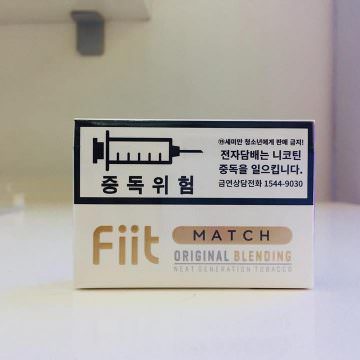 ⑲세미만 청소년에게 판매 금지!
전자담배는 니코틴
중독을 일으킵니다.
금연상담전화 1544-9030
중독위험
Fiit MATCH
ORIGINAL BLENDING
NEXT GENERATION TOBACCO